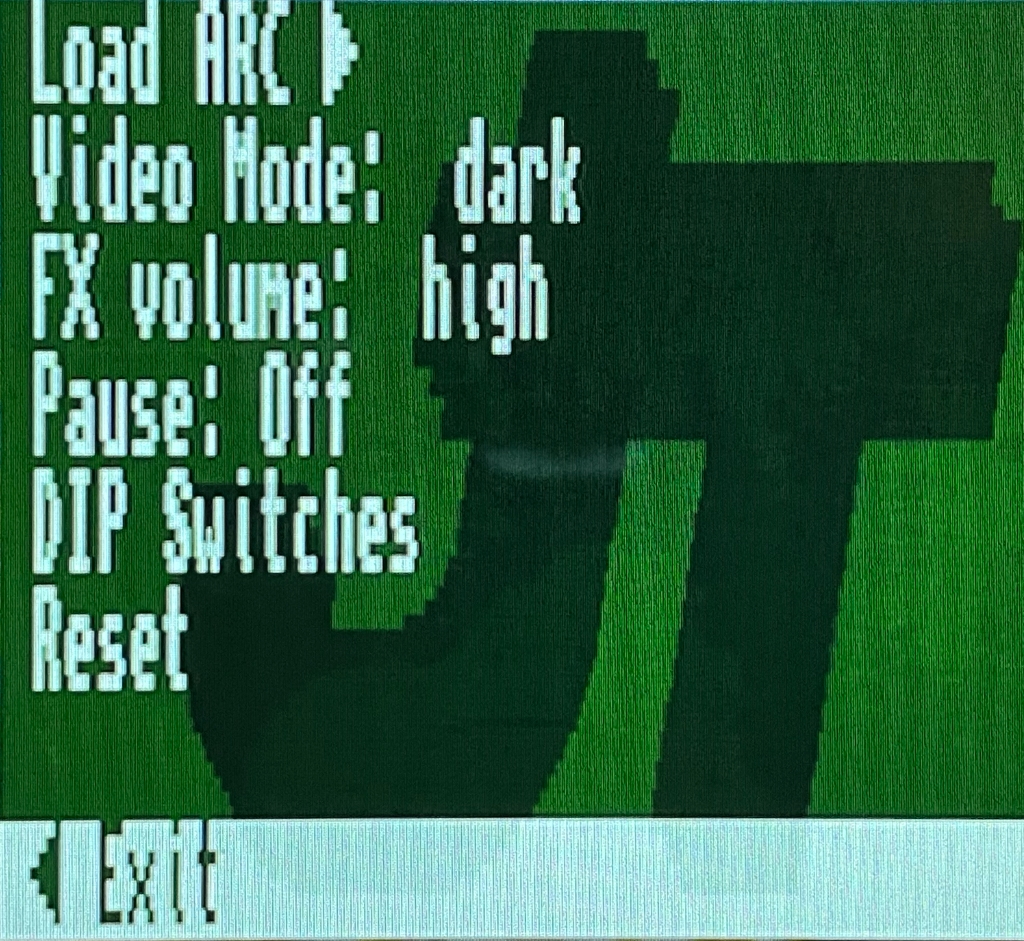 Load ARC
Video Mode: dark
FX volume: high
Pause: Off
DIP Switches
Reset
Exit